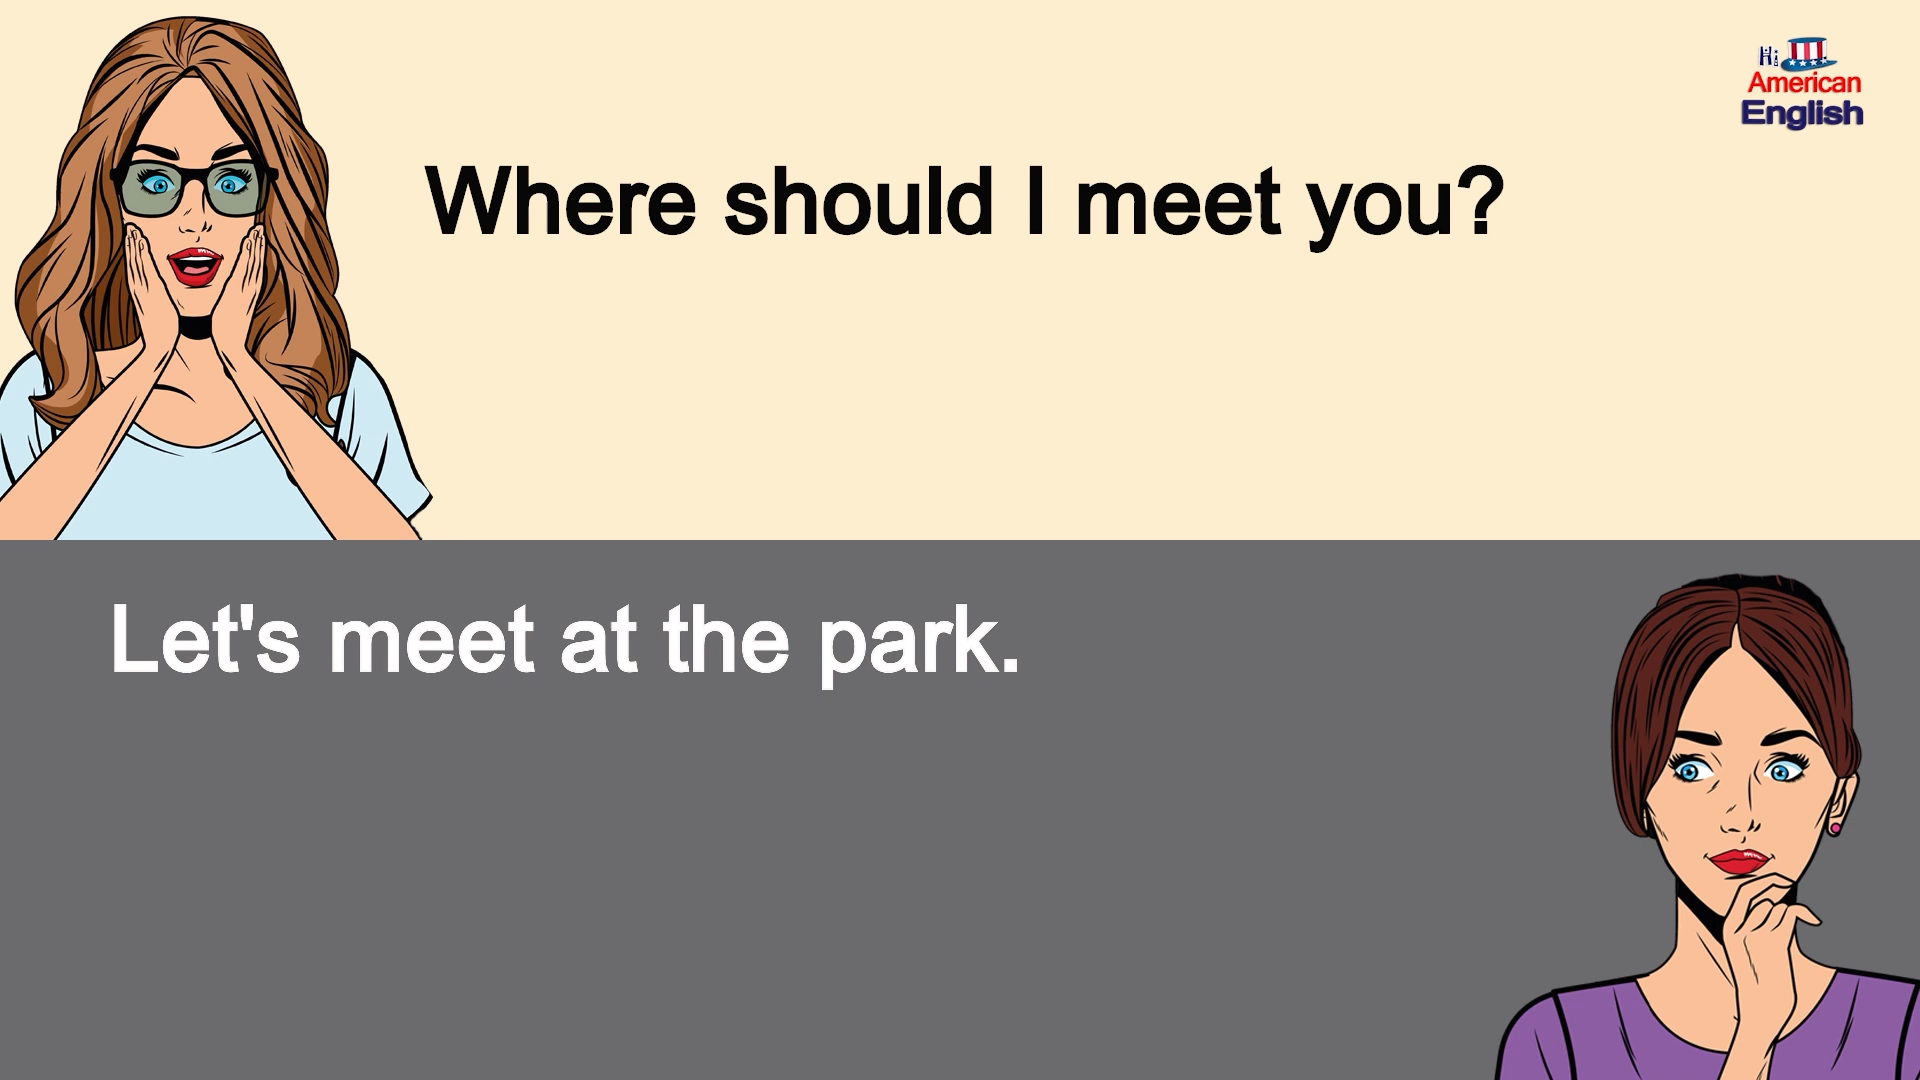 Hi
American
English
Where should I meet you?
Let's meet at the park.